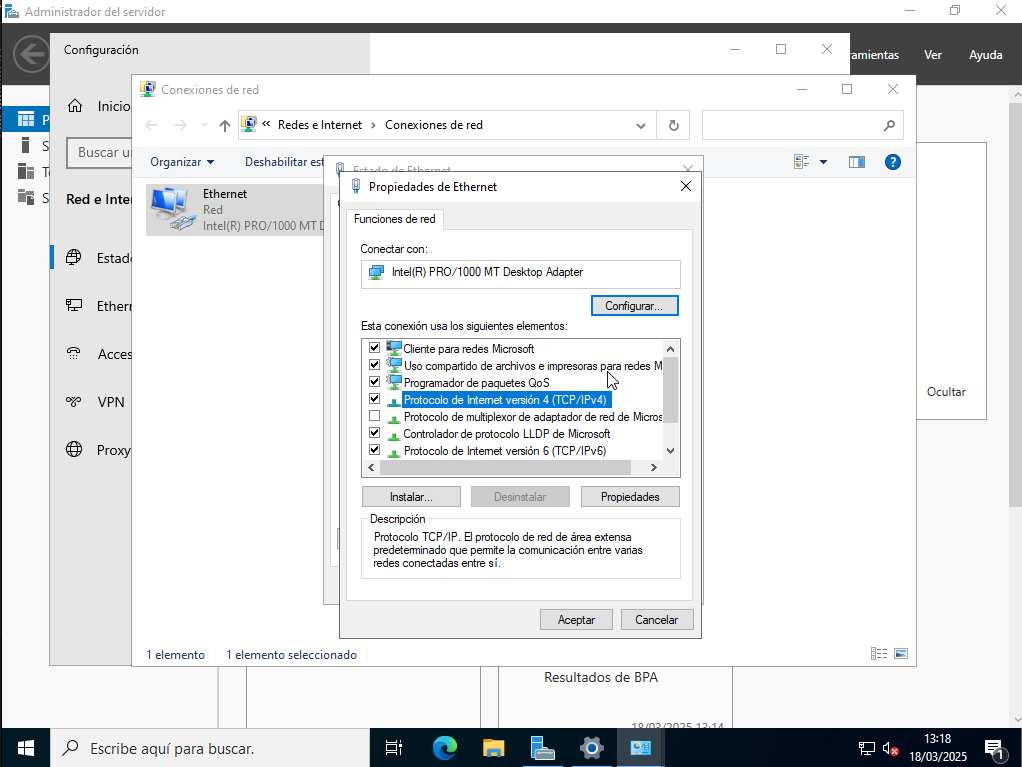 Administrador del servidor
Configuración
ramientas
Ver
Ayuda
Conexiones de red
Inicio
P
« Redes e Internet › Conexiones de red
S
Buscar
Organizar
Deshabilitar est
Estado de Ethernet
T
S
Propiedades de Ethernet
Ethernet
Red
Intel(R) PRO/1000 MT D
Red e Inter
Funciones de red
Conectar con:
Intel(R) PRO/1000 MT Desktop Adapter
Configurar...
Esta conexión usa los siguientes elementos:
Cliente para redes Microsoft
Uso compartido de archivos e impresoras para redes M
Programador de paquetes QoS
Protocolo de Internet versión 4 (TCP/IPv4)
Protocolo de multiplexor de adaptador de red de Micros
Controlador de protocolo LLDP de Microsoft
Protocolo de Internet versión 6 (TCP/IPv6)
Estado
Ethern
Acces
VPN
Proxy
Ocultar
Instalar...
Desinstalar
Propiedades
Descripción
Protocolo TCP/IP. El protocolo de red de área extensa
predeterminado que permite la comunicación entre varias
redes conectadas entre sí.
Aceptar
Cancelar
1 elemento
1 elemento seleccionado
Resultados de BPA
18/03/2025 13:14
Escribe aquí para buscar.
13:18
18/03/2025
1